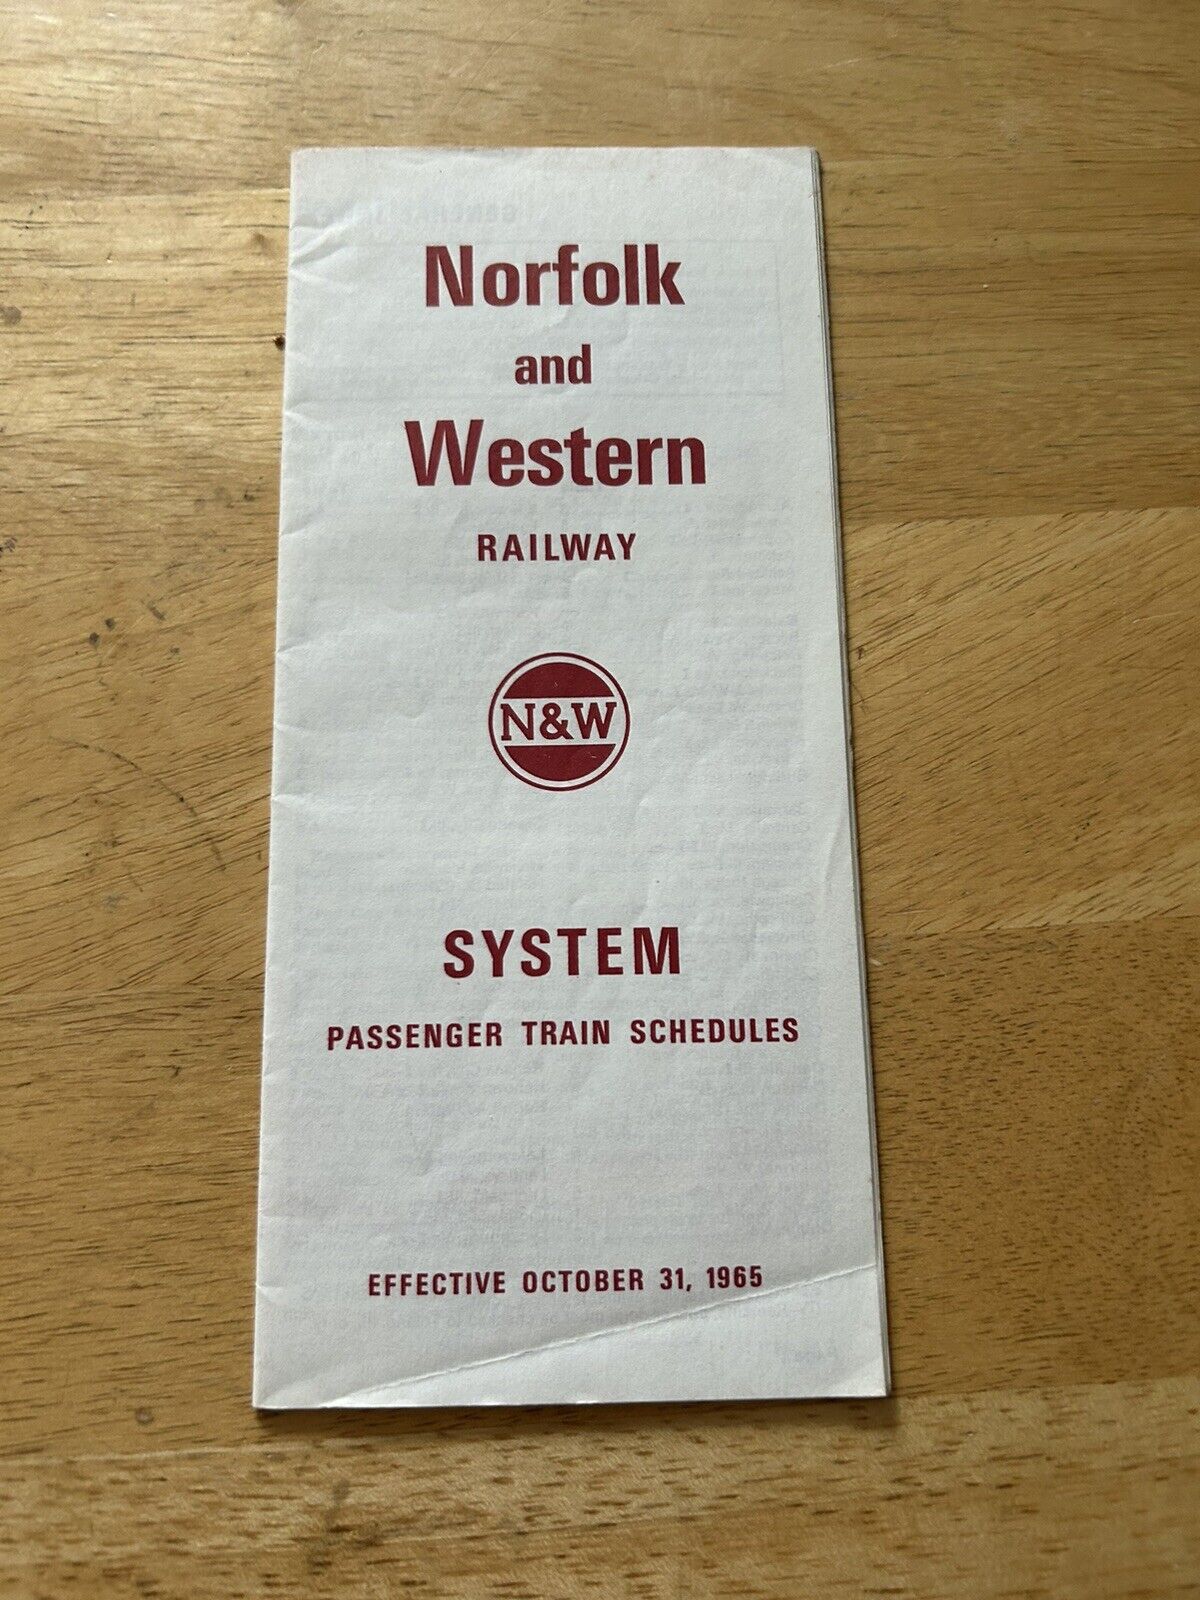 Norfolk
and
Western
RAILWAY
N&W
SYSTEM
PASSENGER TRAIN SCHEDULES
EFFECTIVE OCTOBER 31, 1965